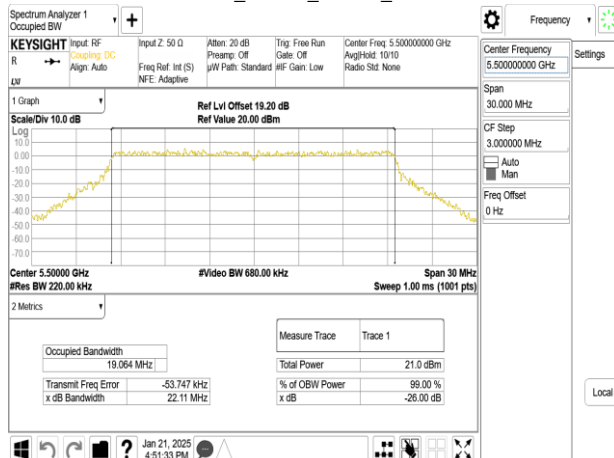 Spectrum Analyzer 1
Occupied BW
Frequency
KEYSIGHT
R
Input: RF
Coupling: DC
Align: Auto
Input Z: 50 Ω
Freq Ref: Int (S)
NFE: Adaptive
Atten: 20 dB
Preamp: Off
µW Path: Standard
Trig: Free Run
Gate: Off
#IF Gain: Low
Center Freq: 5.500000000 GHz
Avg|Hold: 10/10
Radio Std: None
Center Frequency
5.500000000 GHz
Settings
Span
30.000 MHz
CF Step
3.000000 MHz
Auto
Man
Freq Offset
0 Hz
Local
1 Graph
Scale/Div 10.0 dB
Ref Lvl Offset 19.20 dB
Ref Value 20.00 dBm
Log
10.0
0.00
-10.0
-20.0
-30.0
-40.0
-50.0
-60.0
-70.0
Center 5.50000 GHz
#Video BW 680.00 kHz
Span 30 MHz
#Res BW 220.00 kHz
Sweep 1.00 ms (1001 pts)
2 Metrics
Measure Trace
Trace 1
Occupied Bandwidth
19.064 MHz
Total Power
21.0 dBm
Transmit Freq Error
-53.747 kHz
% of OBW Power
99.00 %
x dB Bandwidth
22.11 MHz
x dB
-26.00 dB
?
Jan 21, 2025
4:51:33 PM